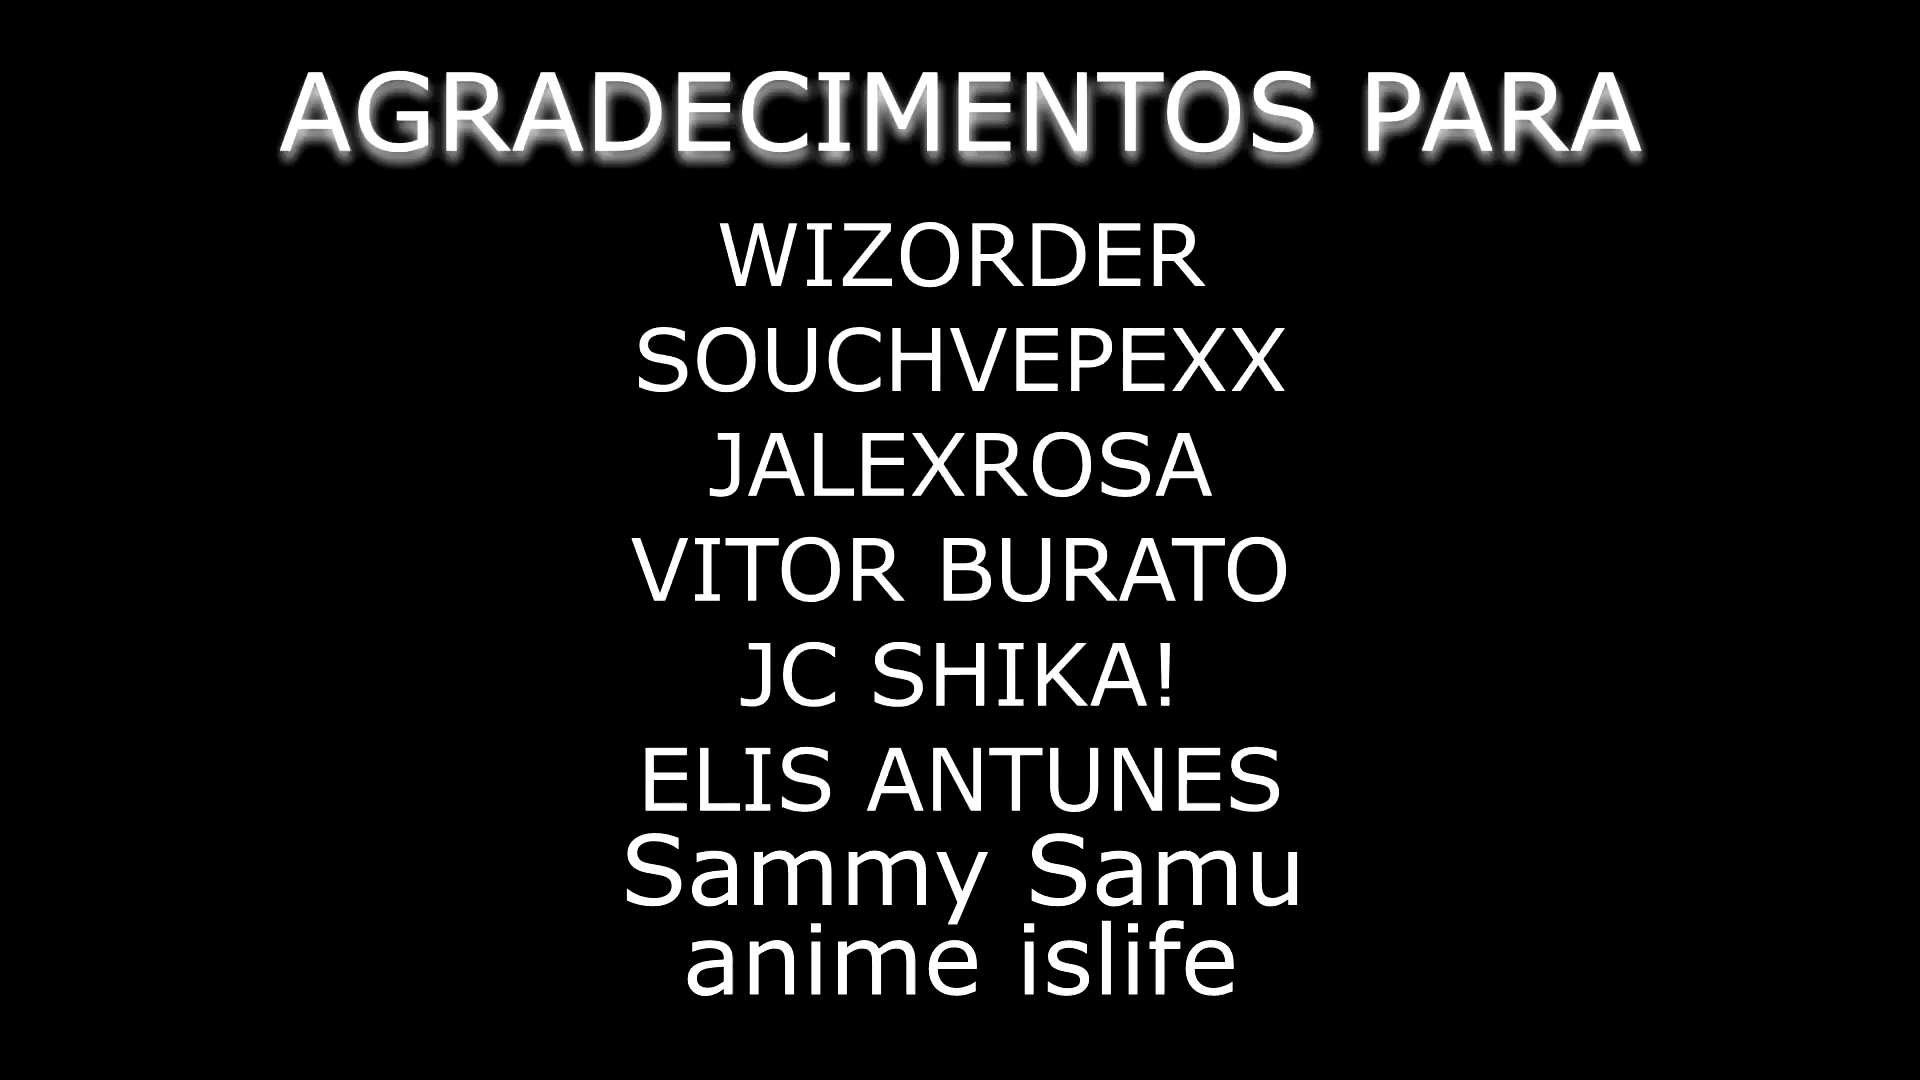 AGRADECIMENTOS PARA
WIZORDER
SOUCHVEPEXX
JALEXROSA
VITOR BURATO
JC SHIKA!
ELIS ANTUNES
Sammy Samu
anime islife